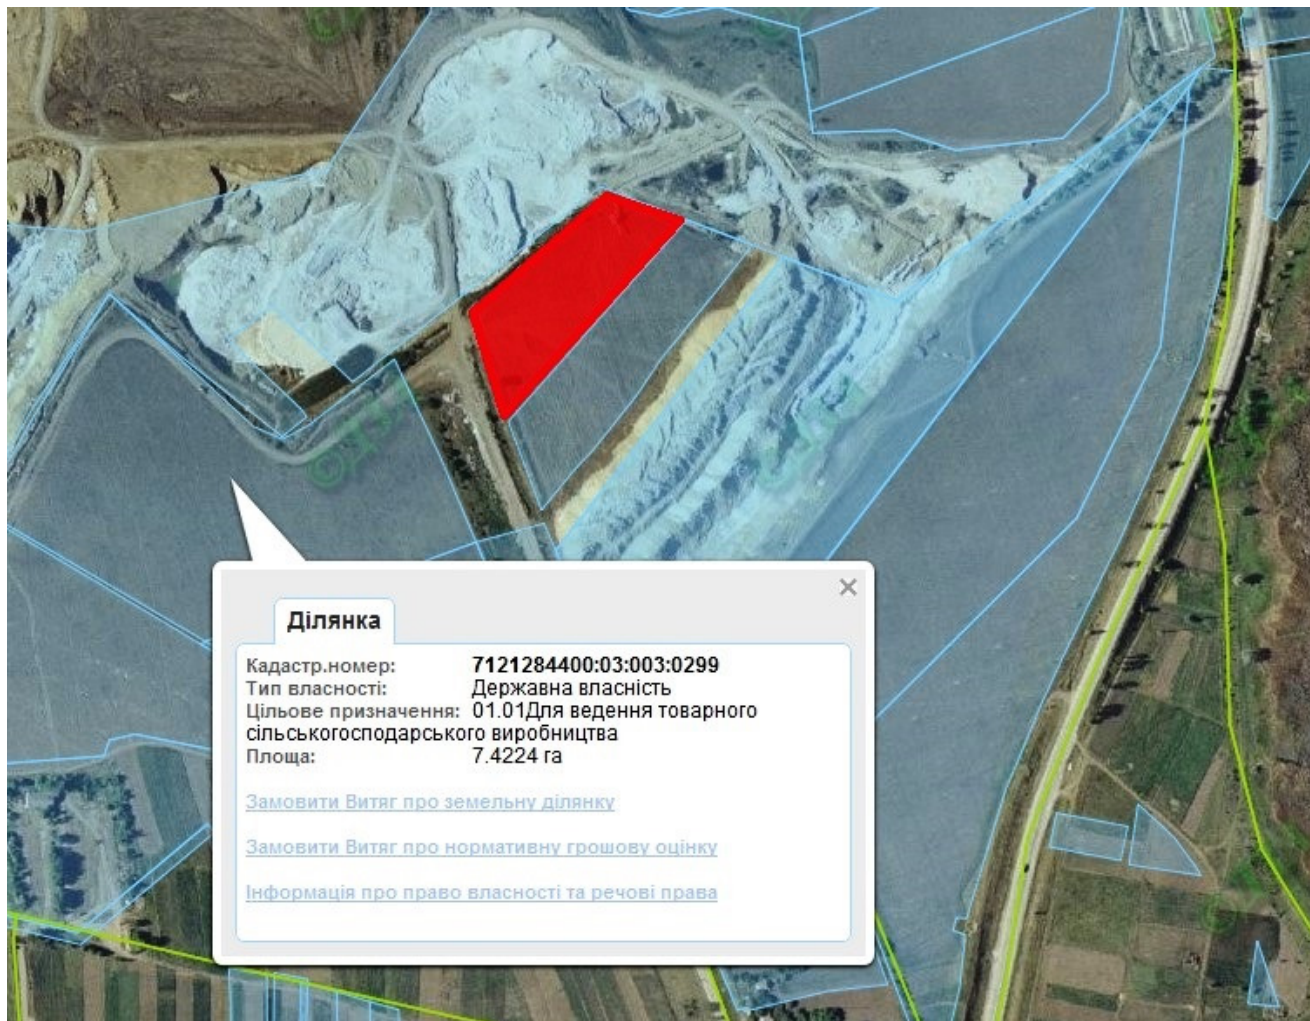 Ділянка
Кадастр.номер: 7121284400:03:003:0299
Тип власності: Державна власність
Цільове призначення: 01.01Для ведення товарного
сільськогосподарського виробництва
Площа: 7.4224 га
Замовити Витяг про земельну ділянку
Замовити Витяг про нормативну грошову оцінку
Інформація про право власності та речові права